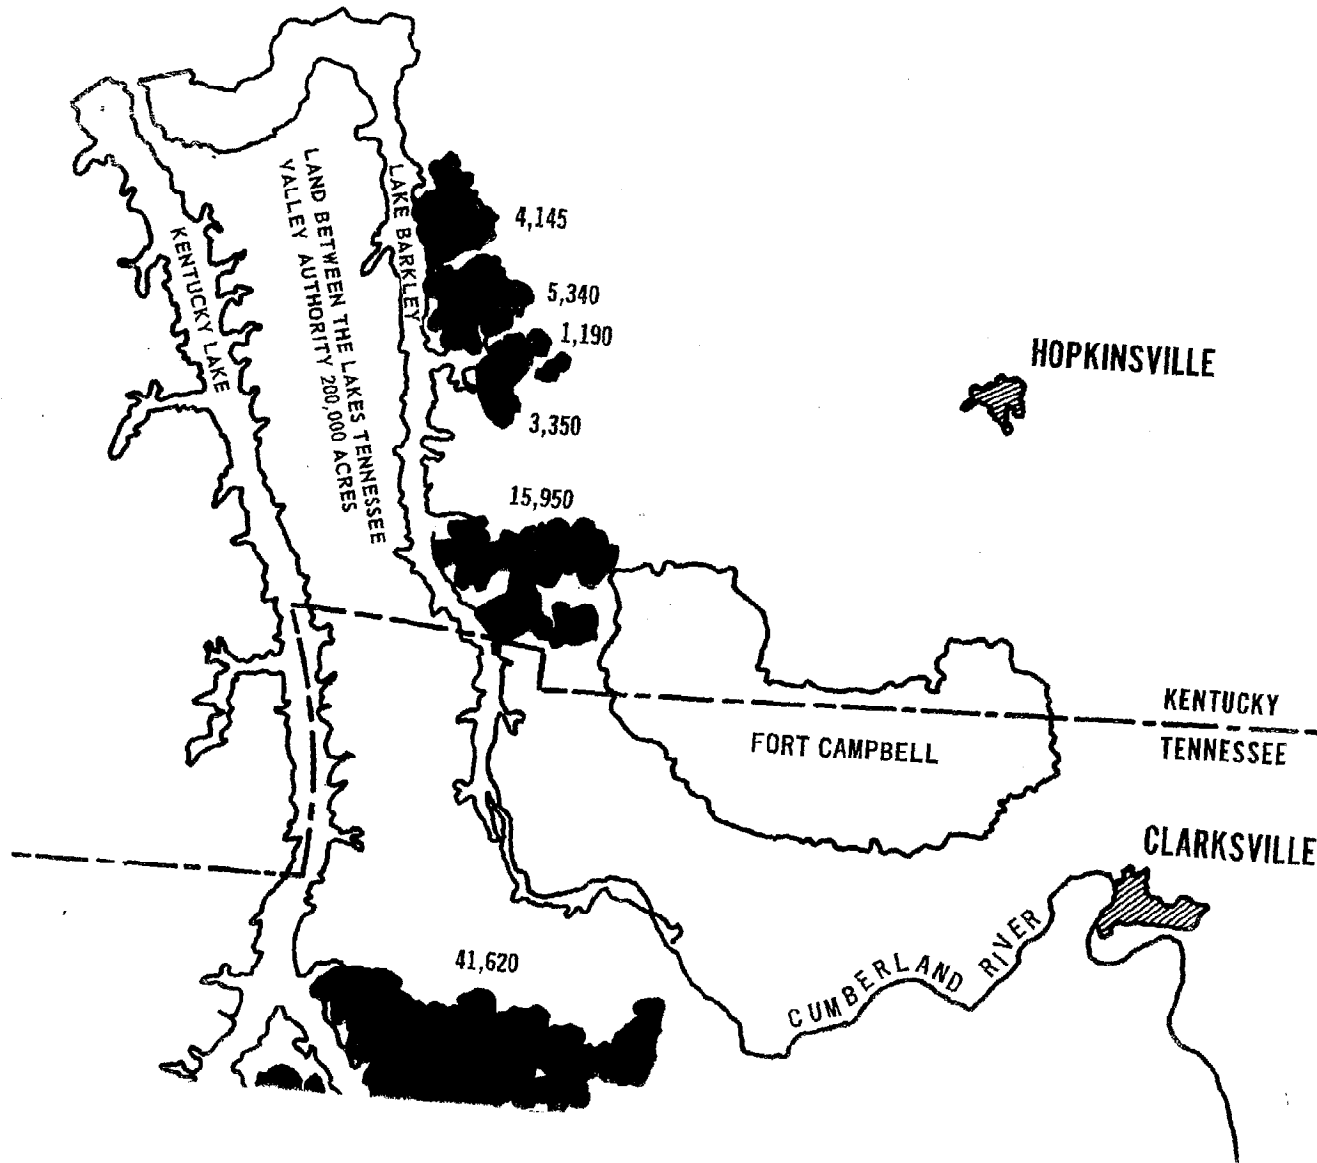 4,145
LAKE BARKLEY
LAND BETWEEN THE LAKES TENNESSEE
VALLEY AUTHORITY 200,000 ACRES
KENTUCKY LAKE
5,340
1,190
HOPKINSVILLE
3,350
15,950
KENTUCKY
FORT CAMPBELL
TENNESSEE
CLARKSVILLE
41,620
CUMBERLAND RIVER